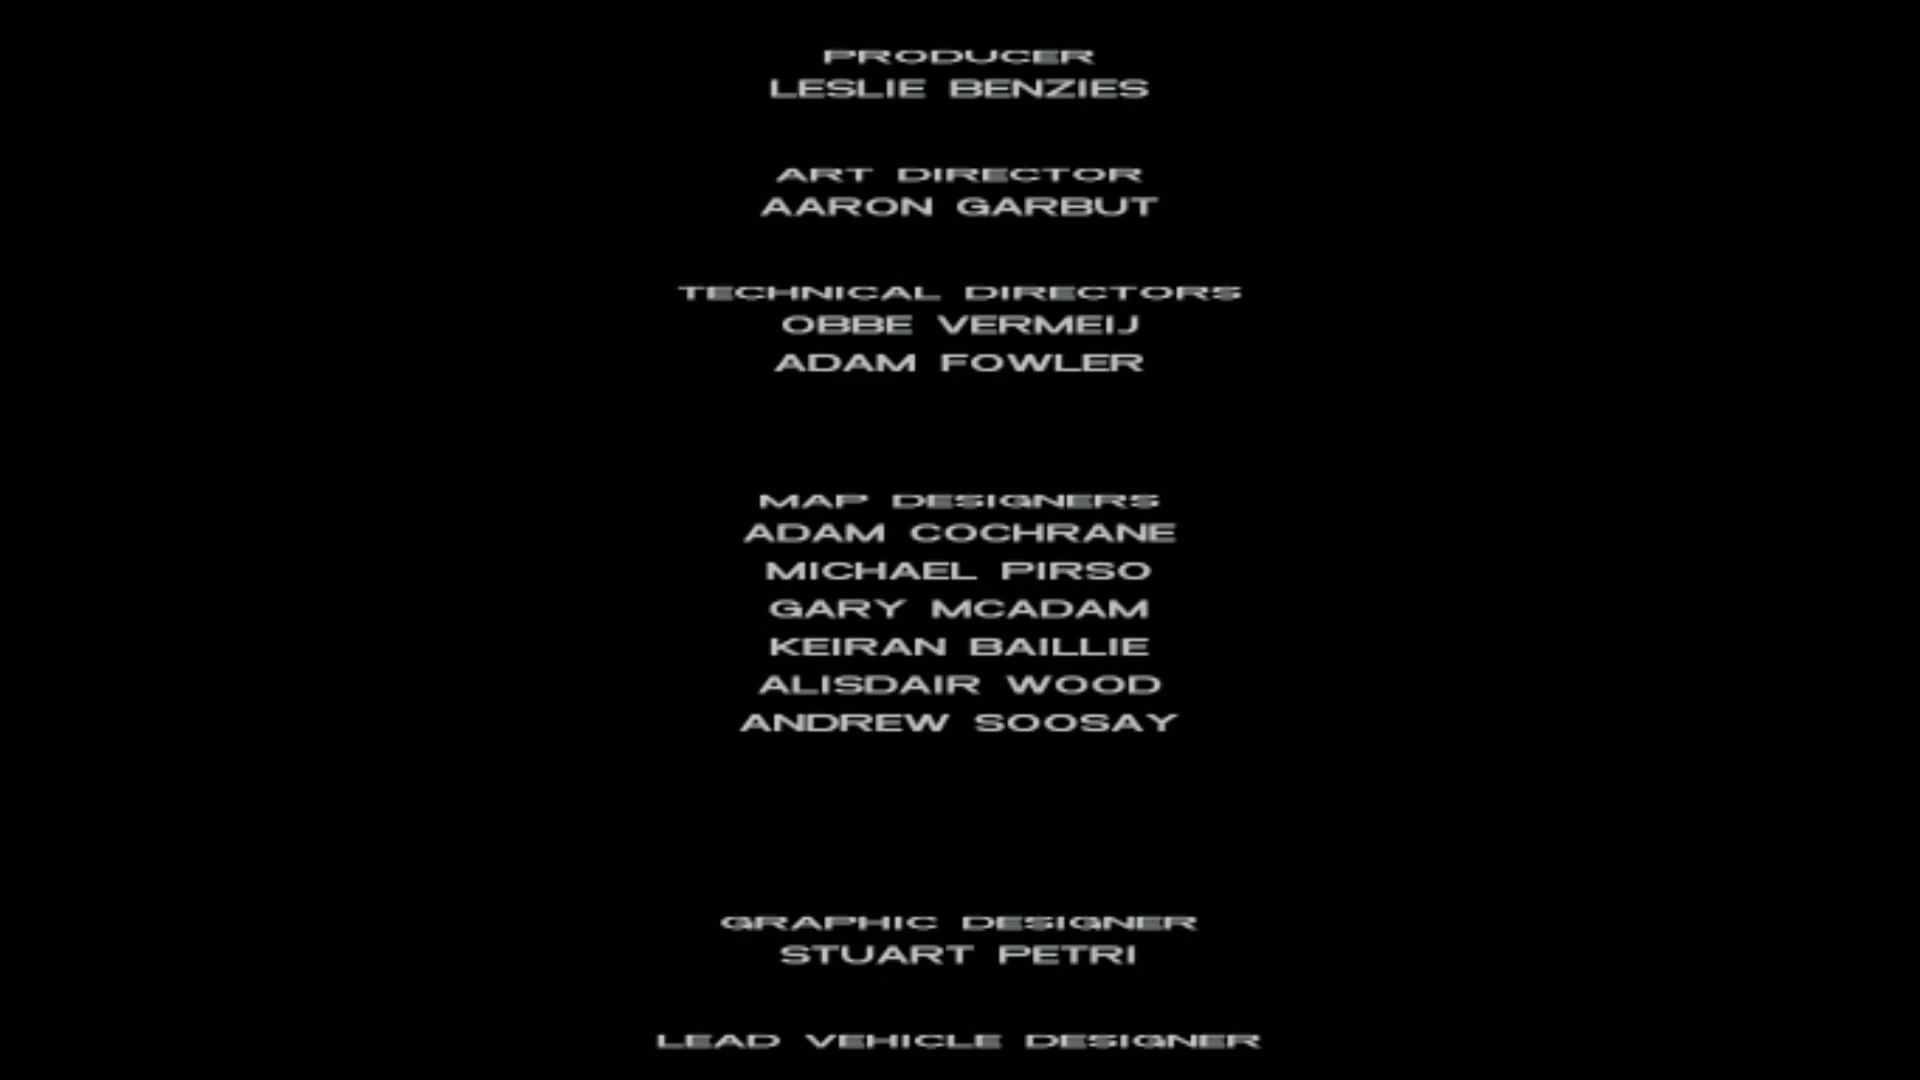 PRODUCER
LESLIE BENZIES
ART DIRECTOR
AARON GARBUT
TECHNICAL DIRECTORS
OBBE VERMEIJ
ADAM FOWLER
MAP DESIGNERS
ADAM COCHRANE
MICHAEL PIRSO
GARY MCADAM
KEIRAN BAILLIE
ALISDAIR WOOD
ANDREW SOOSAY
GRAPHIC DESIGNER
STUART PETRI
LEAD VEHICLE DESIGNER